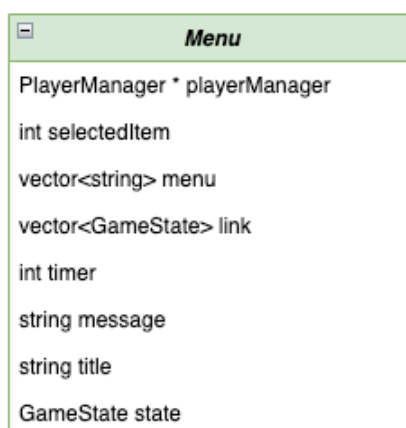 Menu
PlayerManager * playerManager
int selectedItem
vector<string> menu
vector<GameState> link
int timer
string message
string title
GameState state